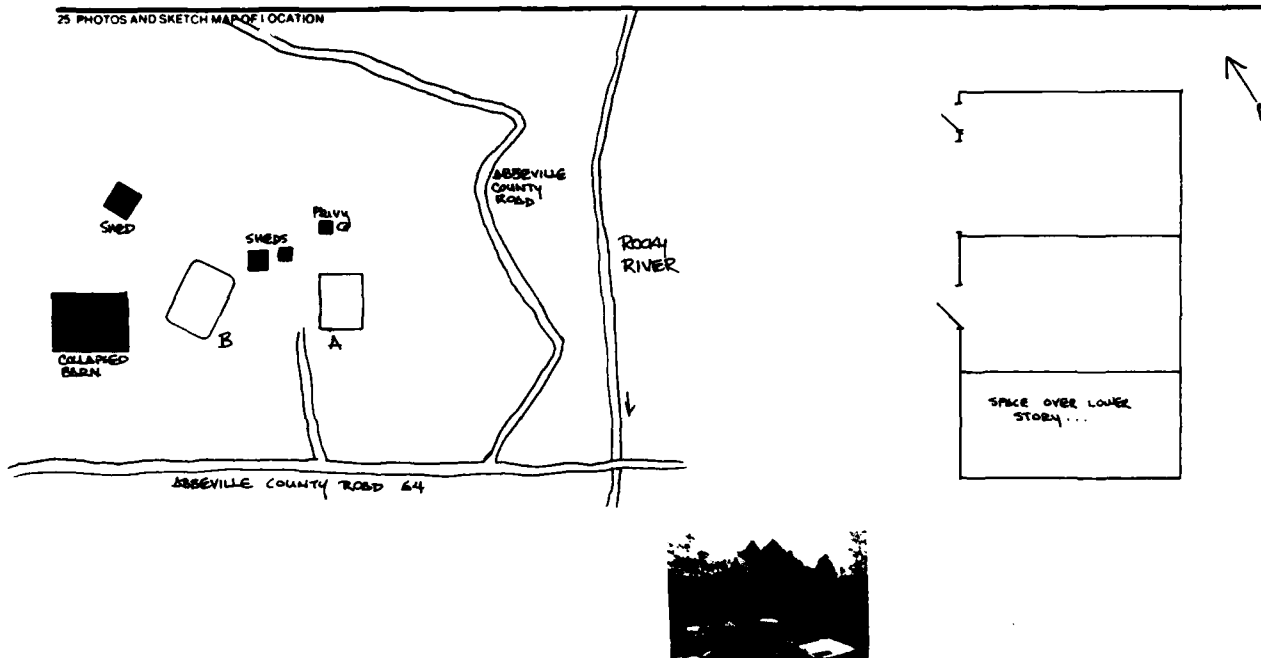 25 PHOTOS AND SKETCH MAP OF LOCATION
ABBEVILLE
COUNTY
ROAD
ROCKY
RIVER
SHED
SHEDS
PRIVY
B
A
COLLAPSED
BARN
SPACE OVER LOWER
STORY...
ABBEVILLE COUNTY ROAD 64